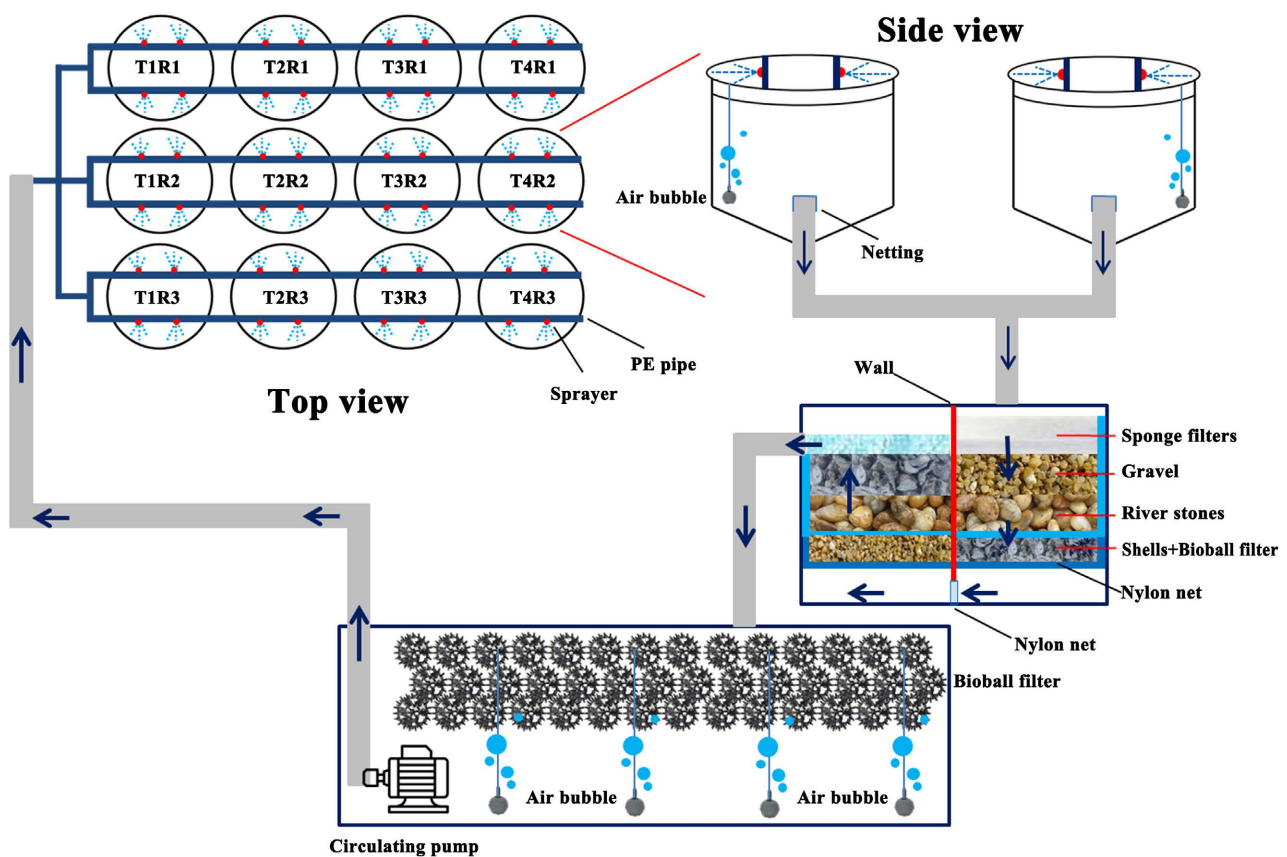 Side view
T1R1 T2R1 T3R1 T4R1
T1R2 T2R2 T3R2 T4R2
Air bubble
Netting
T1R3 T2R3 T3R3 T4R3
PE pipe
Sprayer
Top view
Wall
Sponge filters
Gravel
River stones
Shells+Bioball filter
Nylon net
Nylon net
Bioball filter
Air bubble
Air bubble
Circulating pump